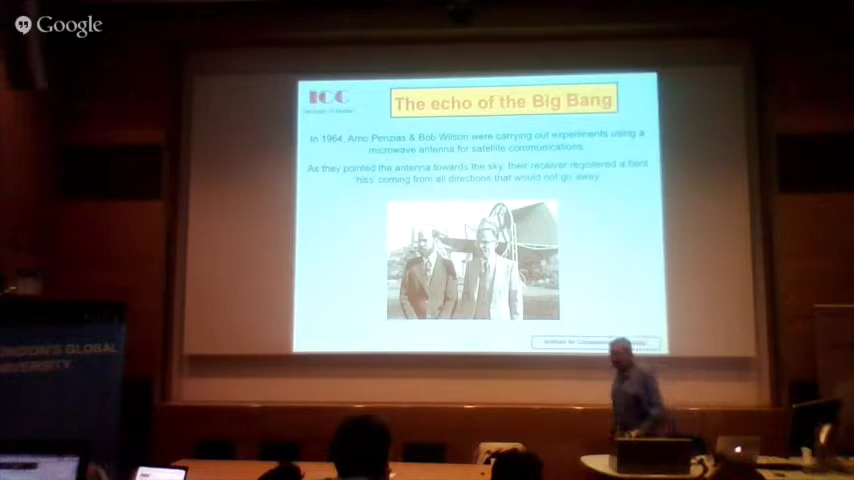 Google
ICC
The echo of the Big Bang
In 1964, Arno Penzias & Bob Wilson were carrying out experiments using a
microwave antenna for satellite communications.
As they pointed the antenna towards the sky, their receiver registered a faint
'hiss' coming from all directions that would not go away
Institute for
LONDON'S GLOBAL
UNIVERSITY